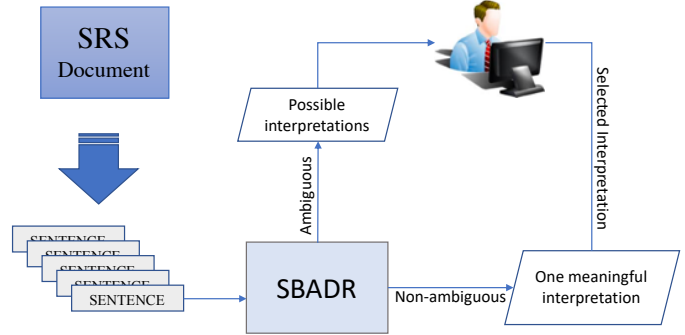 SRS
Document
Possible
interpretations
Selected Interpretation
Ambiguous
SENTENCE
SENTENCE
SENTENCE
SENTENCE
SENTENCE
SBADR
Non-ambiguous
One meaningful
interpretation